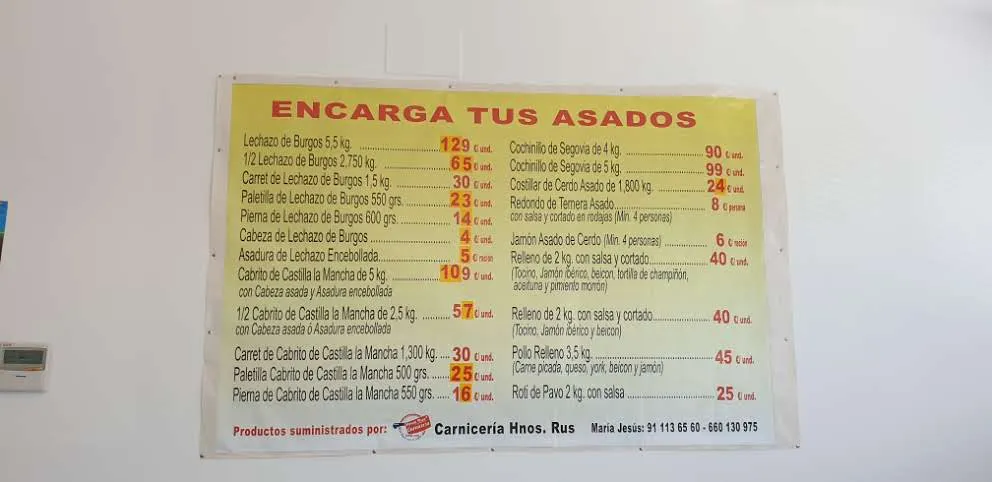 ENCARGA TUS ASADOS
Lechazo de Burgos 5,5 kg. 129 €/ und.
1/2 Lechazo de Burgos 2,750 kg. 65 €/ und.
Carret de Lechazo de Burgos 1,5 kg. 30 €/ und.
Paletilla de Lechazo de Burgos 550 grs. 23 €/ und.
Pierna de Lechazo de Burgos 600 grs. 14 €/ und.
Cabeza de Lechazo de Burgos 4 €/ und.
Asadura de Lechazo Encebollada 5 €/ ración
Cabrito de Castilla la Mancha de 5 kg. 109 €/ und.
con Cabeza asada y Asadura encebollada
1/2 Cabrito de Castilla la Mancha de 2,5 kg. 57 €/ und.
con Cabeza asada ó Asadura encebollada
Carret de Cabrito de Castilla la Mancha 1,300 kg. 30 €/ und.
Paletilla Cabrito de Castilla la Mancha 500 grs. 25 €/ und.
Pierna de Cabrito de Castilla la Mancha 550 grs. 16 €/ und.
Cochinillo de Segovia de 4 kg. 90 €/ und.
Cochinillo de Segovia de 5 kg. 99 €/ und.
Costillar de Cerdo Asado de 1,800 kg. 24 €/ und.
Redondo de Ternera Asado 8 €/ persona
con salsa y cortado en rodajas (Mín. 4 personas)
Jamón Asado de Cerdo (Mín. 4 personas) 6 €/ ración
Relleno de 2 kg. con salsa y cortado 40 €/ und.
(Tocino, Jamón ibérico, beicon, tortilla de champiñón,
aceituna y pimiento morrón)
Relleno de 2 kg. con salsa y cortado 40 €/ und.
(Tocino, Jamón ibérico y beicon)
Pollo Relleno 3,5 kg. 45 €/ und.
(Carne picada, queso, york, beicon y jamón)
Roti de Pavo 2 kg. con salsa 25 €/ und.
Productos suministrados por: Carnicería Hnos. Rus María Jesús: 91 113 65 60 - 660 130 975